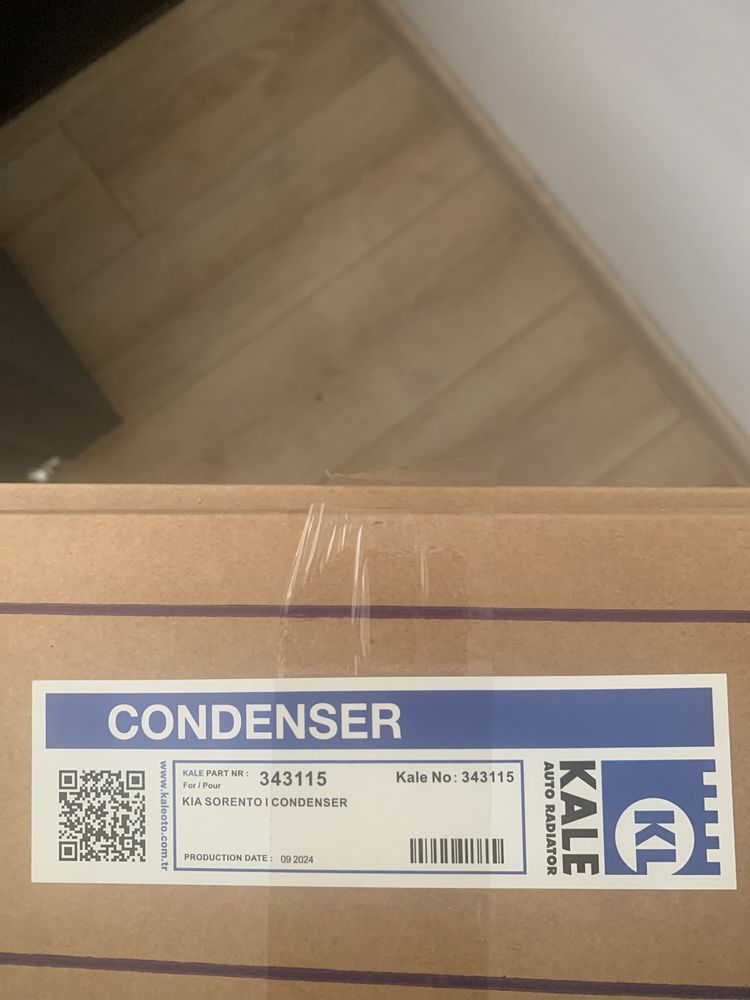 CONDENSER
www.kaleoto.com.tr
KALE PART NR : 343115
Kale No : 343115
For / Pour
KIA SORENTO I CONDENSER
PRODUCTION DATE : 09 2024
KALE
AUTO RADIATOR
KL